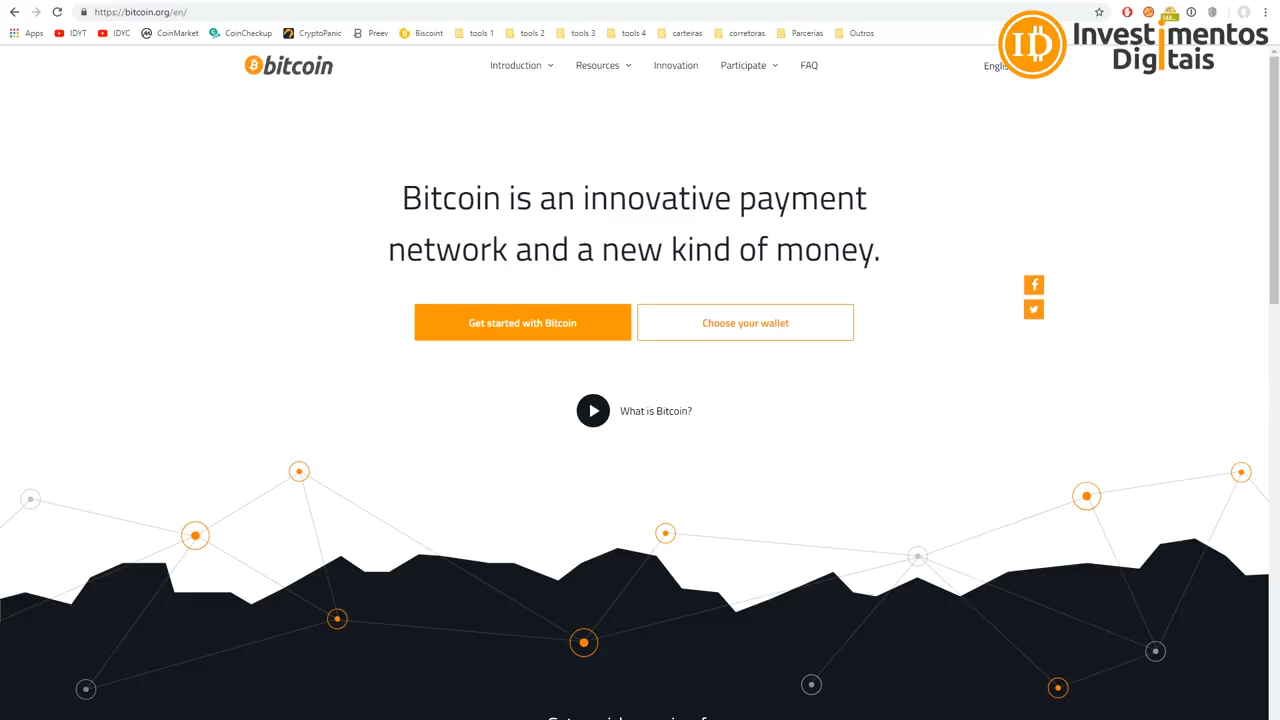 https://bitcoin.org/en/
Apps IDYT IDYC CoinMarket CoinCheckup CryptoPanic Preev Biscoint tools 1 tools 2 tools 3 tools 4 carteiras corretoras Parcerias Outros
ID Investimentos
Digitais
bitcoin Introduction Resources Innovation Participate FAQ
Bitcoin is an innovative payment
network and a new kind of money.
Get started with Bitcoin Choose your wallet
What is Bitcoin?